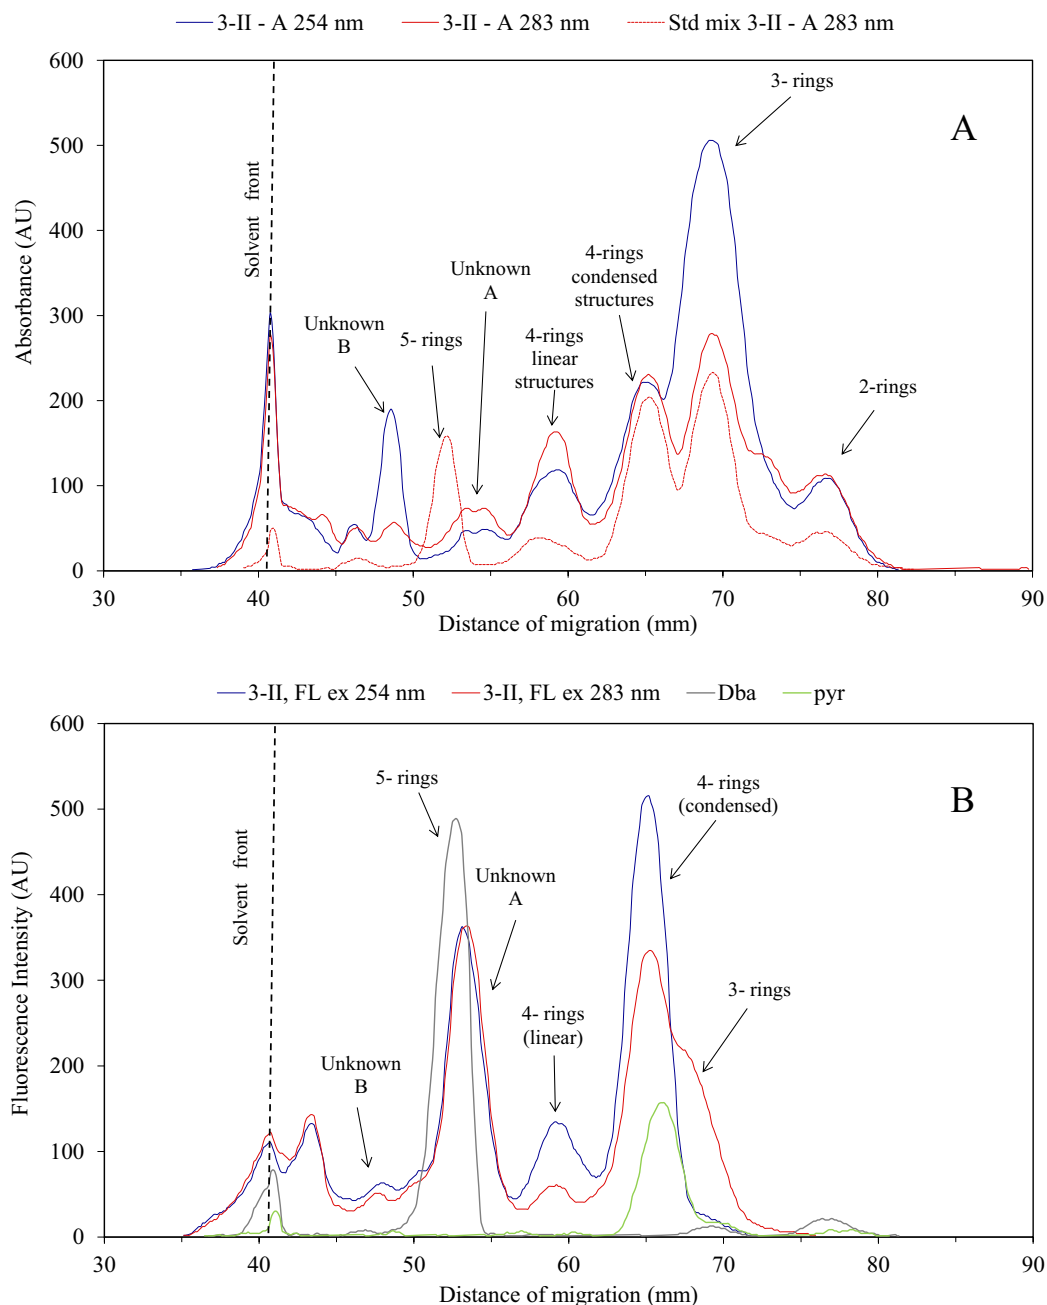 3-II - A 254 nm 3-II - A 283 nm Std mix 3-II - A 283 nm
600
500
400
300
200
100
0
30 40 50 60 70 80 90
Absorbance (AU)
Distance of migration (mm)
A
Solvent front
Unknown
B
5- rings
Unknown
A
4-rings
linear
structures
4-rings
condensed
structures
3- rings
2-rings
3-II, FL ex 254 nm 3-II, FL ex 283 nm Dba pyr
600
500
400
300
200
100
0
30 40 50 60 70 80 90
Fluorescence Intensity (AU)
Distance of migration (mm)
B
Solvent front
Unknown
B
5- rings
Unknown
A
4- rings
(linear)
4- rings
(condensed)
3- rings